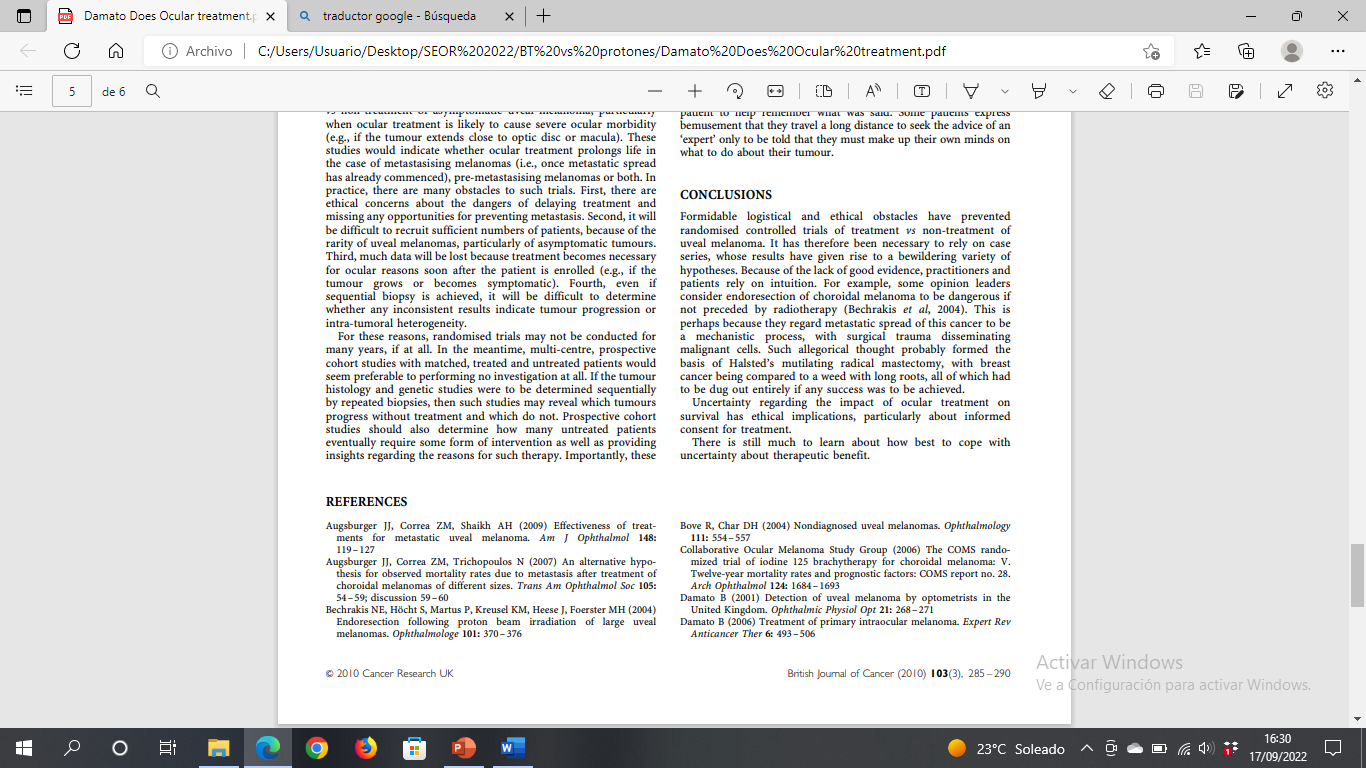 Damato Does Ocular treatment.p
traductor google - Búsqueda
Archivo
C:/Users/Usuario/Desktop/SEOR%202022/BT%20vs%20protones/Damato%20Does%20Ocular%20treatment.pdf
5
de 6
vs non-treatment of asymptomatic uveal melanoma, particularly
when ocular treatment is likely to cause severe ocular morbidity
(e.g., if the tumour extends close to optic disc or macula). These
studies would indicate whether ocular treatment prolongs life in
the case of metastasising melanomas (i.e., once metastatic spread
has already commenced), pre-metastasising melanomas or both. In
practice, there are many obstacles to such trials. First, there are
ethical concerns about the dangers of delaying treatment and
missing any opportunities for preventing metastasis. Second, it will
be difficult to recruit sufficient numbers of patients, because of the
rarity of uveal melanomas, particularly of asymptomatic tumours.
Third, much data will be lost because treatment becomes necessary
for ocular reasons soon after the patient is enrolled (e.g., if the
tumour grows or becomes symptomatic). Fourth, even if
sequential biopsy is achieved, it will be difficult to determine
whether any inconsistent results indicate tumour progression or
intra-tumoral heterogeneity.
For these reasons, randomised trials may not be conducted for
many years, if at all. In the meantime, multi-centre, prospective
cohort studies with matched, treated and untreated patients would
seem preferable to performing no investigation at all. If the tumour
histology and genetic studies were to be determined sequentially
by repeated biopsies, then such studies may reveal which tumours
progress without treatment and which do not. Prospective cohort
studies should also determine how many untreated patients
eventually require some form of intervention as well as providing
insights regarding the reasons for such therapy. Importantly, these
patient to help remember what was said. Some patients express
bemusement that they travel a long distance to seek the advice of an
‘expert’ only to be told that they must make up their own minds on
what to do about their tumour.
CONCLUSIONS
Formidable logistical and ethical obstacles have prevented
randomised controlled trials of treatment vs non-treatment of
uveal melanoma. It has therefore been necessary to rely on case
series, whose results have given rise to a bewildering variety of
hypotheses. Because of the lack of good evidence, practitioners and
patients rely on intuition. For example, some opinion leaders
consider endoresection of choroidal melanoma to be dangerous if
not preceded by radiotherapy (Bechrakis et al, 2004). This is
perhaps because they regard metastatic spread of this cancer to be
a mechanistic process, with surgical trauma disseminating
malignant cells. Such allegorical thought probably formed the
basis of Halsted’s mutilating radical mastectomy, with breast
cancer being compared to a weed with long roots, all of which had
to be dug out entirely if any success was to be achieved.
Uncertainty regarding the impact of ocular treatment on
survival has ethical implications, particularly about informed
consent for treatment.
There is still much to learn about how best to cope with
uncertainty about therapeutic benefit.
REFERENCES
Augsburger JJ, Correa ZM, Shaikh AH (2009) Effectiveness of treat-
ments for metastatic uveal melanoma. Am J Ophthalmol 148:
119–127
Augsburger JJ, Correa ZM, Trichopoulos N (2007) An alternative hypo-
thesis for observed mortality rates due to metastasis after treatment of
choroidal melanomas of different sizes. Trans Am Ophthalmol Soc 105:
54–59; discussion 59–60
Bechrakis NE, Höcht S, Martus P, Kreusel KM, Heese J, Foerster MH (2004)
Endoresection following proton beam irradiation of large uveal
melanomas. Ophthalmologe 101: 370–376
Bove R, Char DH (2004) Nondiagnosed uveal melanomas. Ophthalmology
111: 554–557
Collaborative Ocular Melanoma Study Group (2006) The COMS rando-
mized trial of iodine 125 brachytherapy for choroidal melanoma: V.
Twelve-year mortality rates and prognostic factors: COMS report no. 28.
Arch Ophthalmol 124: 1684–1693
Damato B (2001) Detection of uveal melanoma by optometrists in the
United Kingdom. Ophthalmic Physiol Opt 21: 268–271
Damato B (2006) Treatment of primary intraocular melanoma. Expert Rev
Anticancer Ther 6: 493–506
© 2010 Cancer Research UK
British Journal of Cancer (2010) 103(3), 285–290
Activar Windows
Ve a Configuración para activar Windows.
23°C Soleado
16:30
17/09/2022